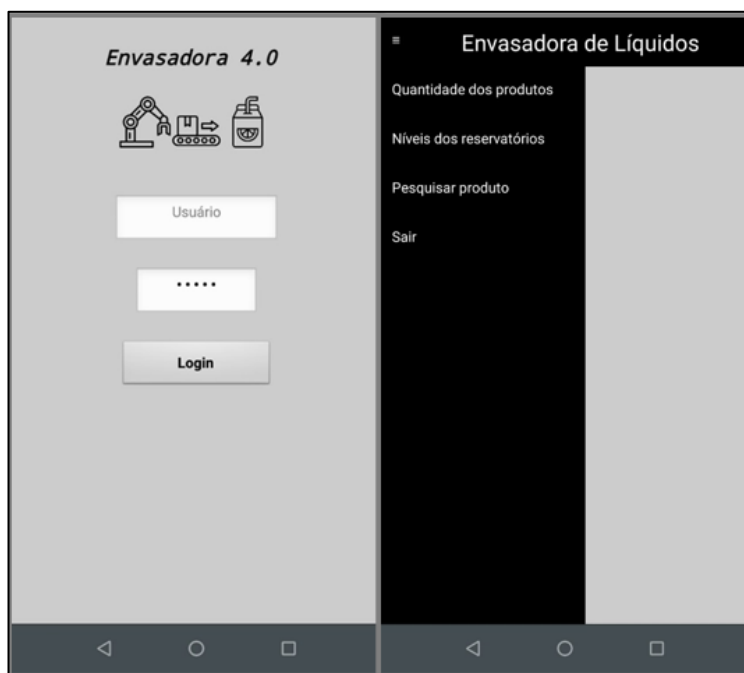 Envasadora 4.0
Usuário
•••••
Login
≡ Envasadora de Líquidos
Quantidade dos produtos
Níveis dos reservatórios
Pesquisar produto
Sair